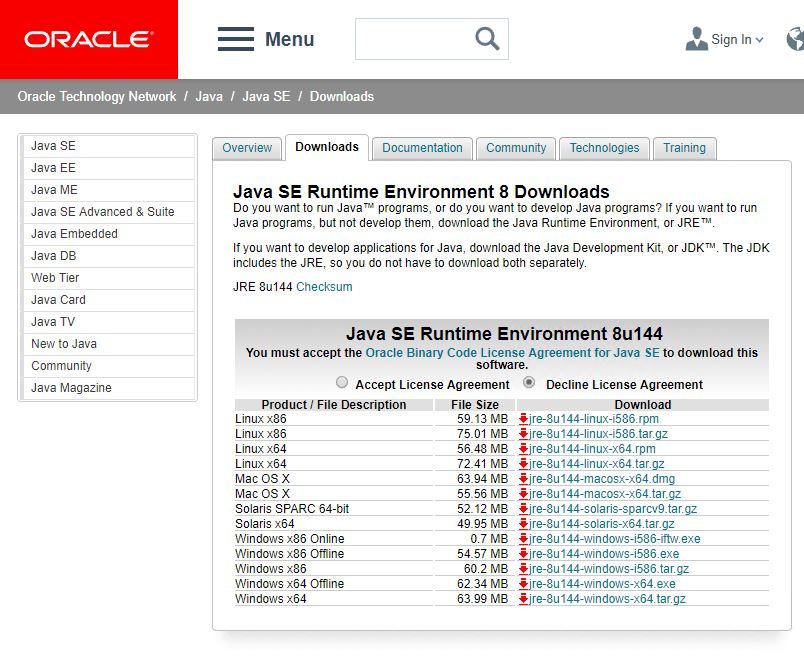 ORACLE®
Menu
Sign In
Oracle Technology Network / Java / Java SE / Downloads
Java SE
Java EE
Java ME
Java SE Advanced & Suite
Java Embedded
Java DB
Web Tier
Java Card
Java TV
New to Java
Community
Java Magazine
Overview Downloads Documentation Community Technologies Training
Java SE Runtime Environment 8 Downloads
Do you want to run Java™ programs, or do you want to develop Java programs? If you want to run
Java programs, but not develop them, download the Java Runtime Environment, or JRE™.
If you want to develop applications for Java, download the Java Development Kit, or JDK™. The JDK
includes the JRE, so you do not have to download both separately.
JRE 8u144 Checksum
Java SE Runtime Environment 8u144
You must accept the Oracle Binary Code License Agreement for Java SE to download this
software.
Accept License Agreement Decline License Agreement
Product / File Description File Size Download
Linux x86 59.13 MB jre-8u144-linux-i586.rpm
Linux x86 75.01 MB jre-8u144-linux-i586.tar.gz
Linux x64 56.48 MB jre-8u144-linux-x64.rpm
Linux x64 72.41 MB jre-8u144-linux-x64.tar.gz
Mac OS X 63.94 MB jre-8u144-macosx-x64.dmg
Mac OS X 55.56 MB jre-8u144-macosx-x64.tar.gz
Solaris SPARC 64-bit 52.12 MB jre-8u144-solaris-sparcv9.tar.gz
Solaris x64 49.95 MB jre-8u144-solaris-x64.tar.gz
Windows x86 Online 0.7 MB jre-8u144-windows-i586-iftw.exe
Windows x86 Offline 54.57 MB jre-8u144-windows-i586.exe
Windows x86 60.2 MB jre-8u144-windows-i586.tar.gz
Windows x64 Offline 62.34 MB jre-8u144-windows-x64.exe
Windows x64 63.99 MB jre-8u144-windows-x64.tar.gz